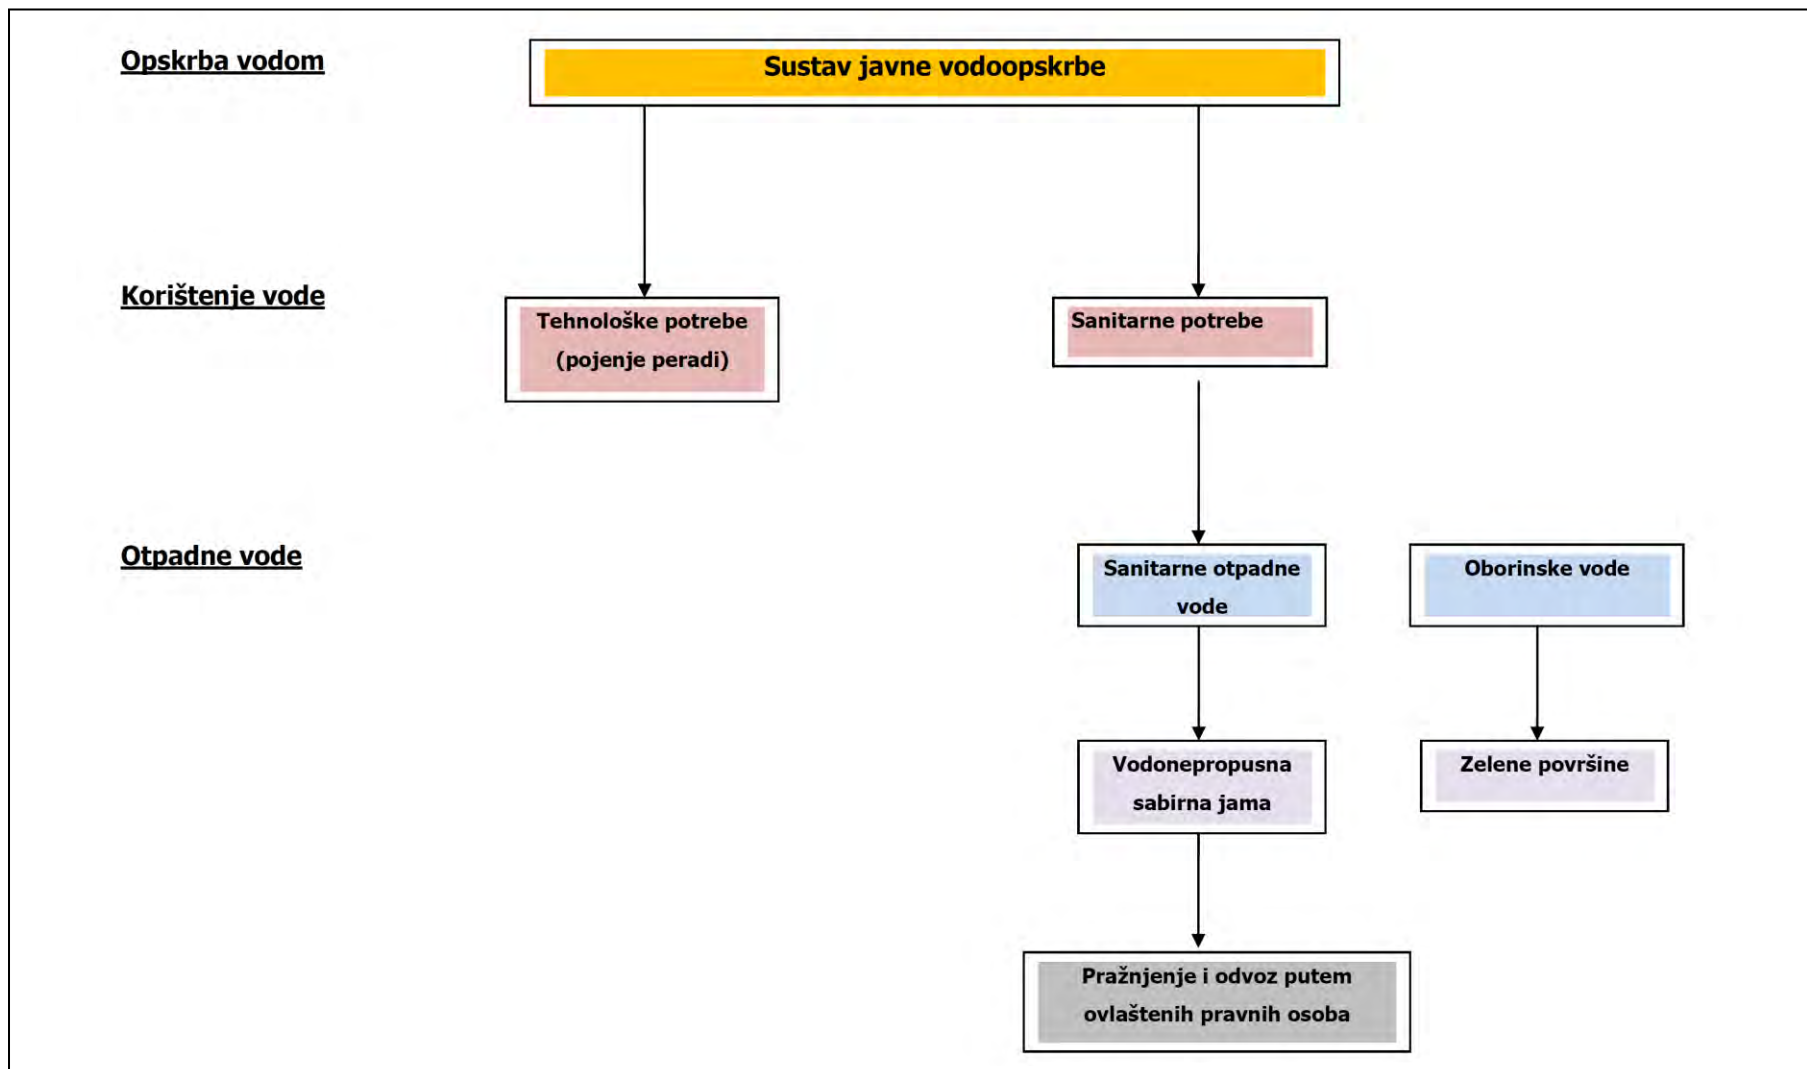 Opskrba vodom
Sustav javne vodoopskrbe
Korištenje vode
Tehnološke potrebe
(pojenje peradi)
Sanitarne potrebe
Otpadne vode
Sanitarne otpadne
vode
Oborinske vode
Vodonepropusna
sabirna jama
Zelene površine
Pražnjenje i odvoz putem
ovlaštenih pravnih osoba